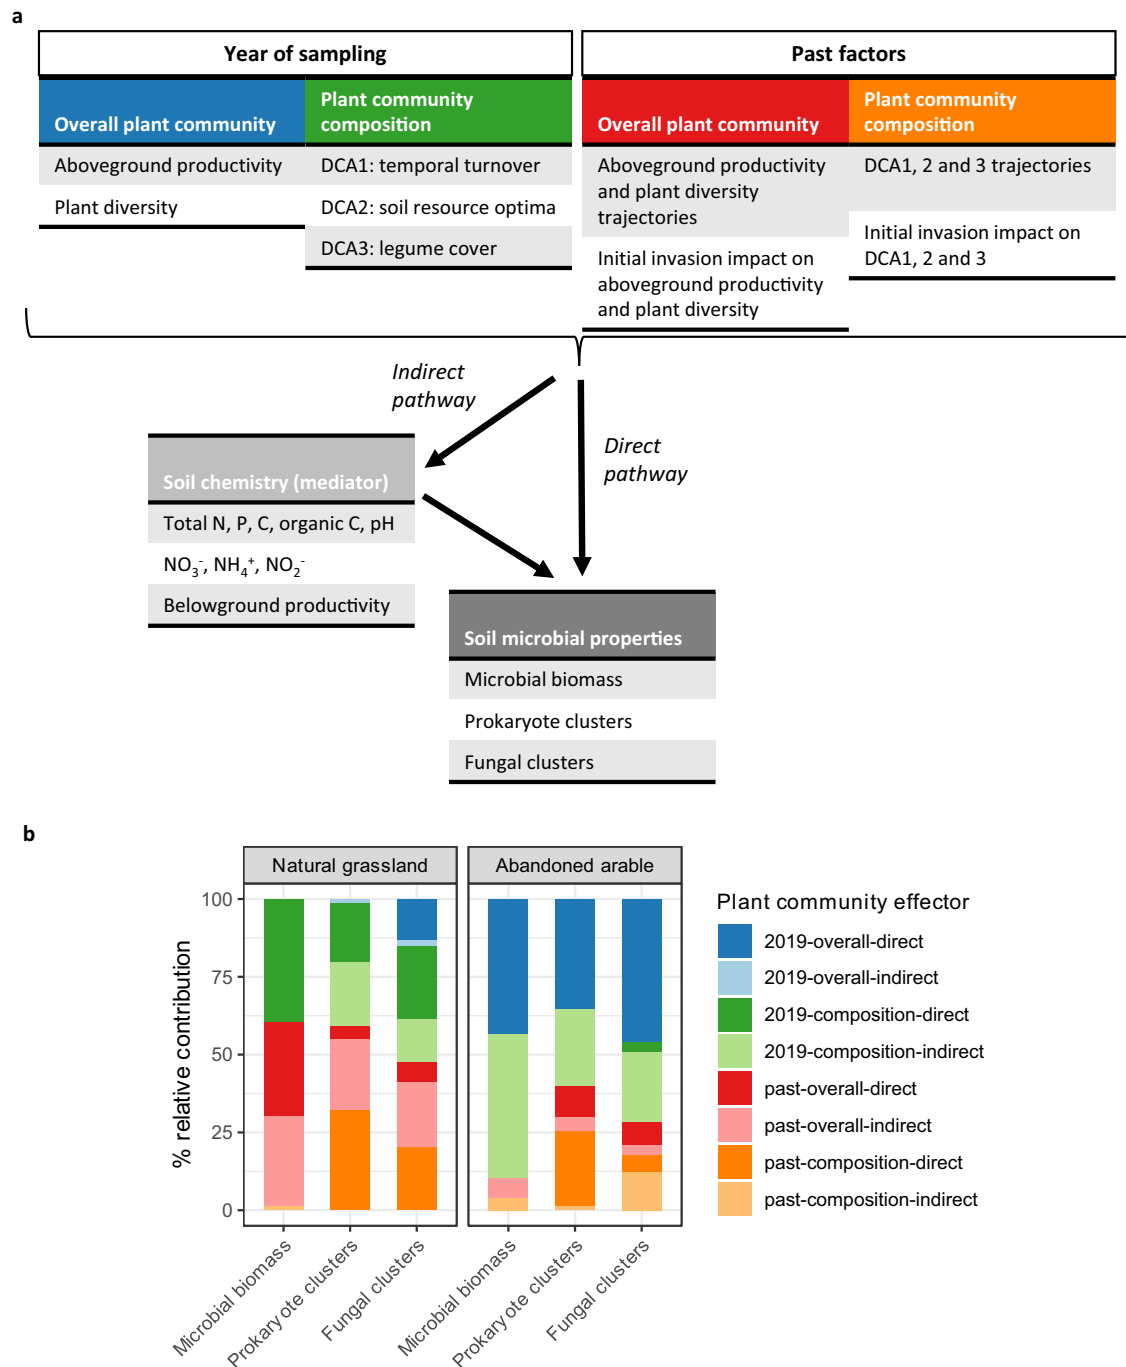 a
Year of sampling
Past factors
Overall plant community
Plant community
composition
Overall plant community
Plant community
composition
Aboveground productivity
Plant diversity
DCA1: temporal turnover
DCA2: soil resource optima
DCA3: legume cover
Aboveground productivity
and plant diversity
trajectories
Initial invasion impact on
aboveground productivity
and plant diversity
DCA1, 2 and 3 trajectories
Initial invasion impact on
DCA1, 2 and 3
Indirect
pathway
Direct
pathway
Soil chemistry (mediator)
Total N, P, C, organic C, pH
NO₃⁻, NH₄⁺, NO₂⁻
Belowground productivity
Soil microbial properties
Microbial biomass
Prokaryote clusters
Fungal clusters
b
Natural grassland
Abandoned arable
% relative contribution
100
75
50
25
0
Microbial biomass
Prokaryote clusters
Fungal clusters
Microbial biomass
Prokaryote clusters
Fungal clusters
Plant community effector
2019-overall-direct
2019-overall-indirect
2019-composition-direct
2019-composition-indirect
past-overall-direct
past-overall-indirect
past-composition-direct
past-composition-indirect